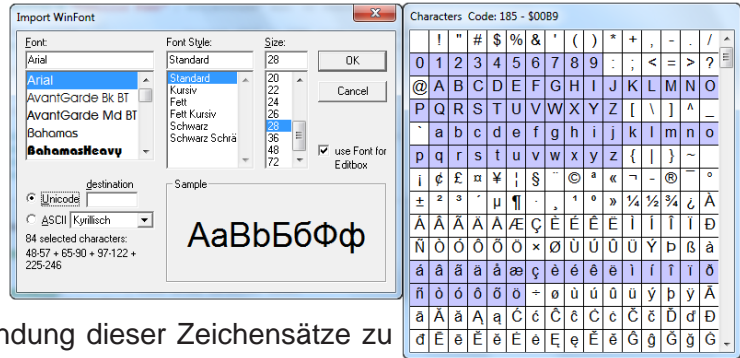 Import WinFont
Font:
Arial
Arial
AvantGarde Bk BT
AvantGarde Md BT
Bahamas
BahamasHeavy
Font Style:
Standard
Standard
Kursiv
Fett
Fett Kursiv
Schwarz
Schwarz Schrä
Size:
28
20
22
24
26
28
36
48
72
OK
Cancel
use Font for
Editbox
destination
Unicode
ASCII Kyrillisch
84 selected characters:
48-57 + 65-90 + 97-122 +
225-246
Sample
АаВbБбФф
Characters Code: 185 - $00B9
! " # $ % & ' ( ) * + , - . /
0 1 2 3 4 5 6 7 8 9 : ; < = > ?
@ A B C D E F G H I J K L M N O
P Q R S T U V W X Y Z [ \ ] ^ _
` a b c d e f g h i j k l m n o
p q r s t u v w x y z { | } ~
¡ ¢ £ ¤ ¥ ¦ § ¨ © ª « ¬ - ® ¯ °
± ² ³ ´ µ ¶ · ¸ ¹ º » ¼ ½ ¾ ¿ À
Á Â Ã Ä Å Æ Ç È É Ê Ë Ì Í Î Ï Ð
Ñ Ò Ó Ô Õ Ö × Ø Ù Ú Û Ü Ý Þ ß à
á â ã ä å æ ç è é ê ë ì í î ï ð
ñ ò ó ô õ ö ÷ ø ù ú û ü ý þ ÿ Ā
ā Ă ă Ą ą Ć ć Ĉ ĉ Ċ ċ Č č Ď ď Đ
đ Ē ē Ĕ ĕ Ė ė Ę ę Ě ě Ĝ ĝ Ğ ğ Ġ
ndung dieser Zeichensätze zu